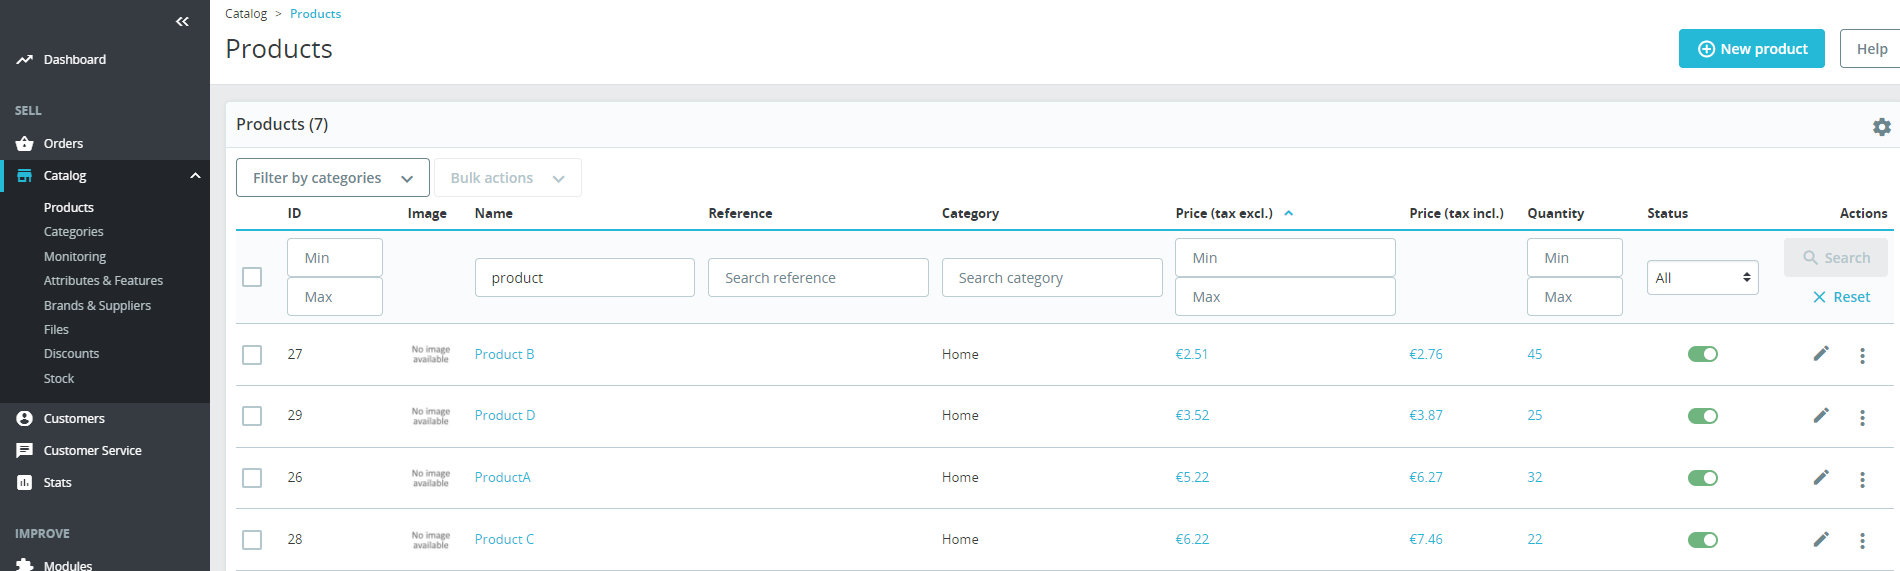 Dashboard
SELL
Orders
Catalog
Products
Categories
Monitoring
Attributes & Features
Brands & Suppliers
Files
Discounts
Stock
Customers
Customer Service
Stats
IMPROVE
Modules
Catalog > Products
Products
New product
Help
Products (7)
Filter by categories
Bulk actions
ID Image Name Reference Category Price (tax excl.) Price (tax incl.) Quantity Status Actions
Min Min Min Search
product Search reference Search category All
Max Max Max Reset
27 No image available Product B Home €2.51 €2.76 45
29 No image available Product D Home €3.52 €3.87 25
26 No image available ProductA Home €5.22 €6.27 32
28 No image available Product C Home €6.22 €7.46 22